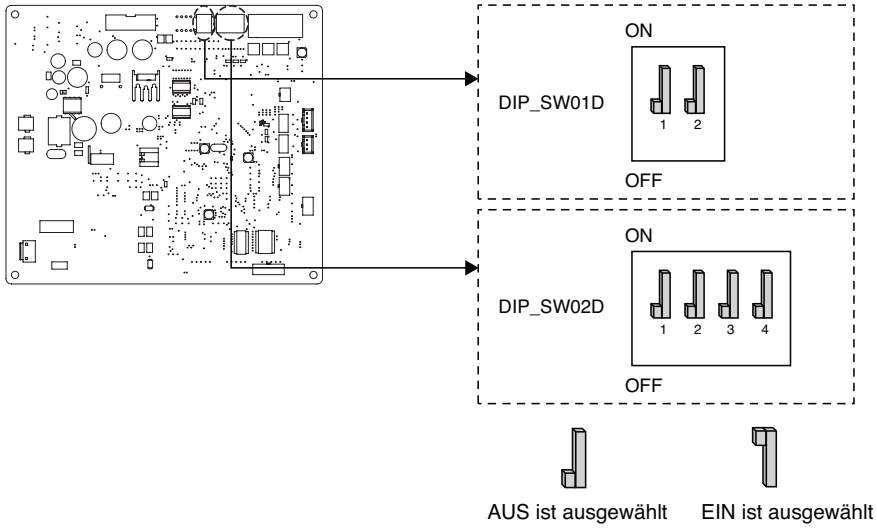 ON
DIP_SW01D
1 2
OFF
ON
DIP_SW02D
1 2 3 4
OFF
AUS ist ausgewählt
EIN ist ausgewählt